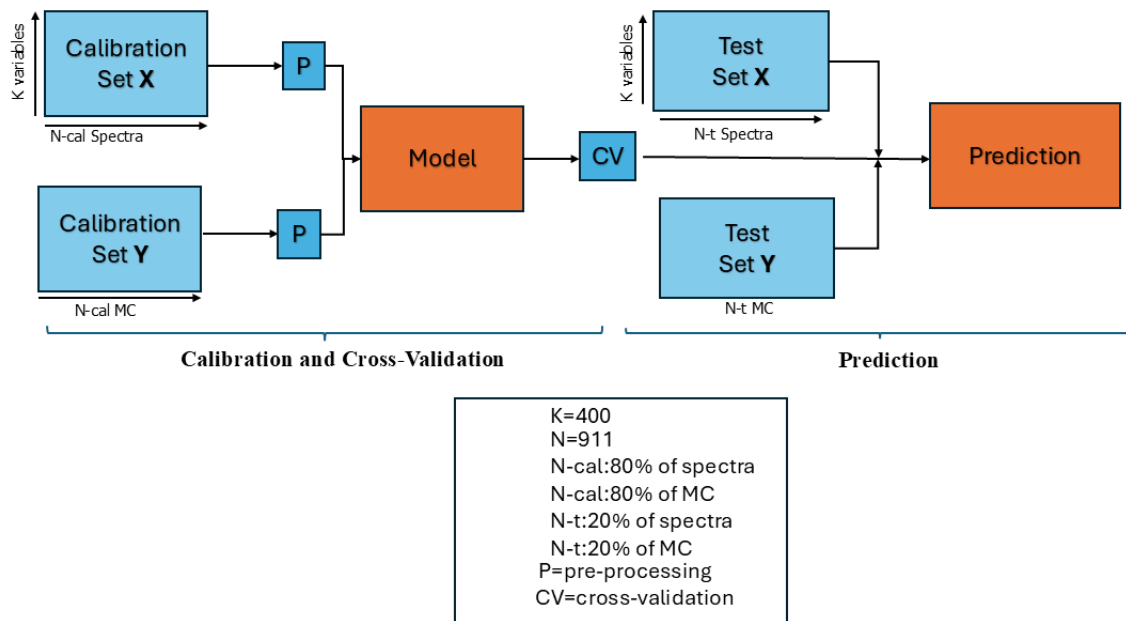 K variables
Calibration
Set X
N-cal Spectra
P
Calibration
Set Y
N-cal MC
P
Model
CV
K variables
Test
Set X
N-t Spectra
Test
Set Y
N-t MC
Prediction
Calibration and Cross-Validation
Prediction
K=400
N=911
N-cal:80% of spectra
N-cal:80% of MC
N-t:20% of spectra
N-t:20% of MC
P=pre-processing
CV=cross-validation